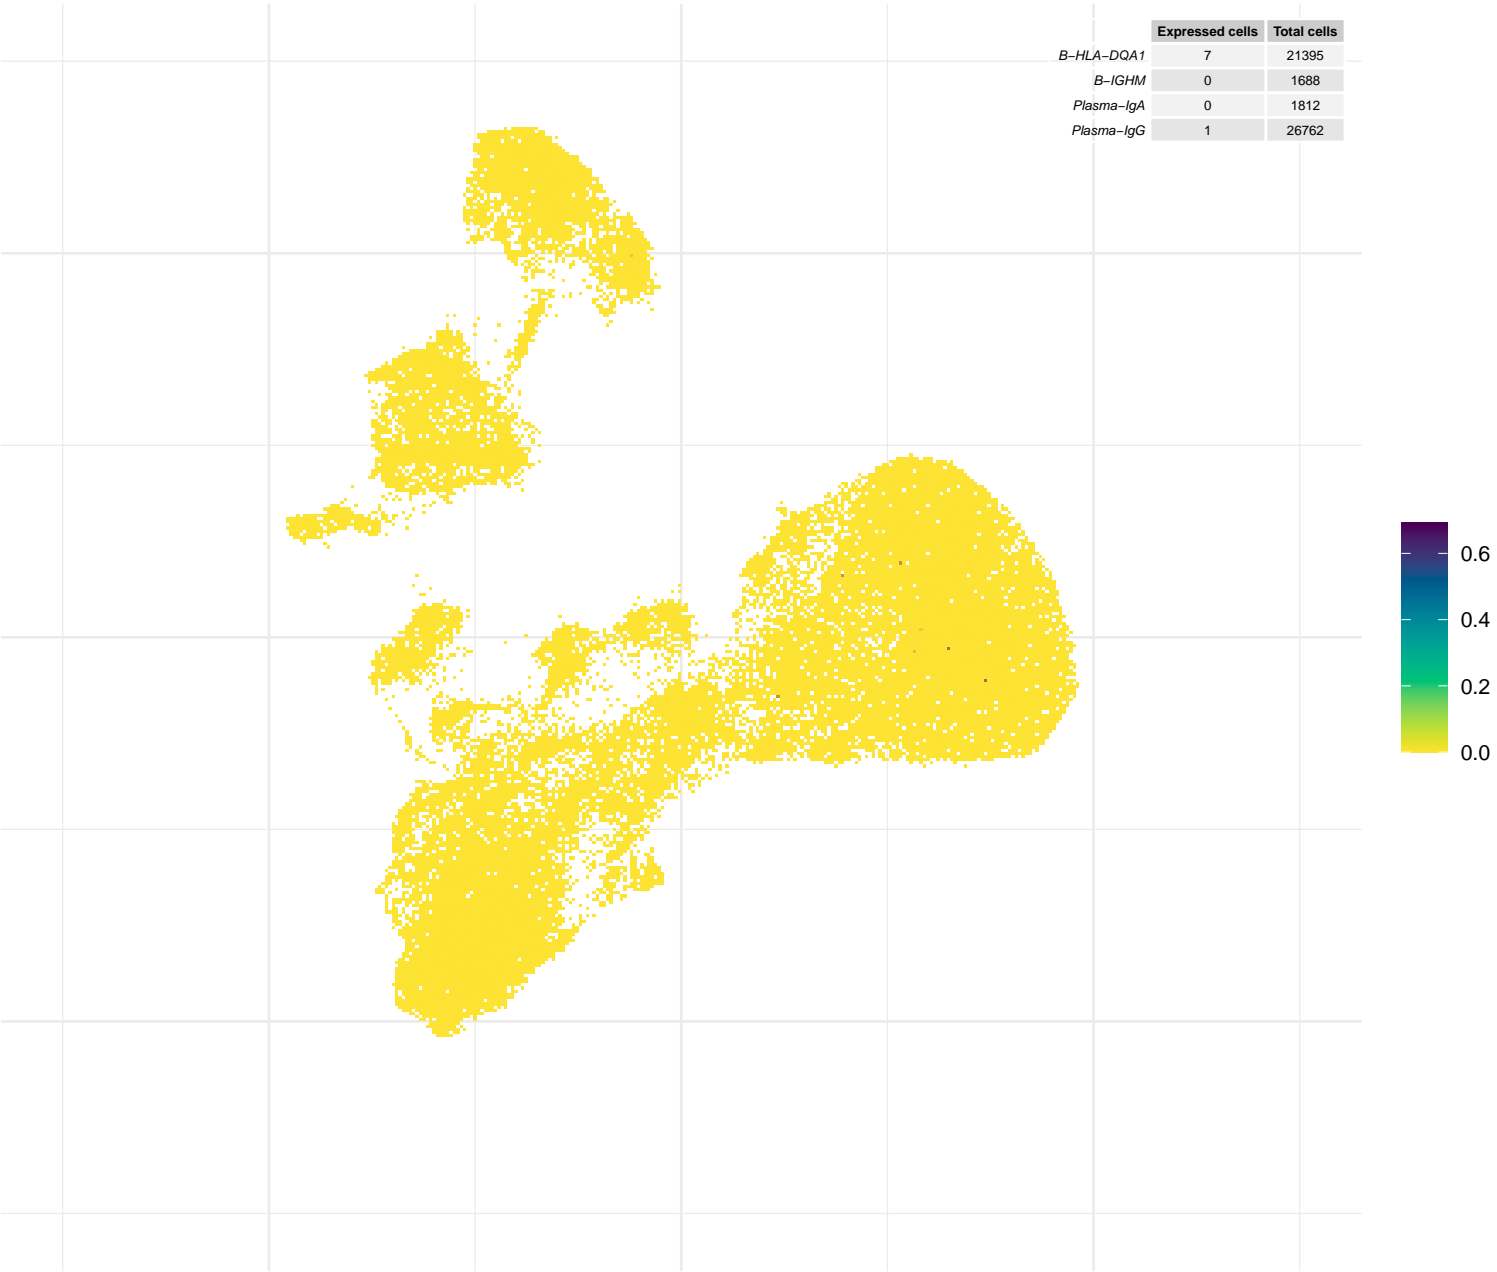 Expressed cells Total cells
B−HLA−DQA1 7 21395
B−IGHM 0 1688
Plasma−IgA 0 1812
Plasma−IgG 1 26762
0.6
0.4
0.2
0.0